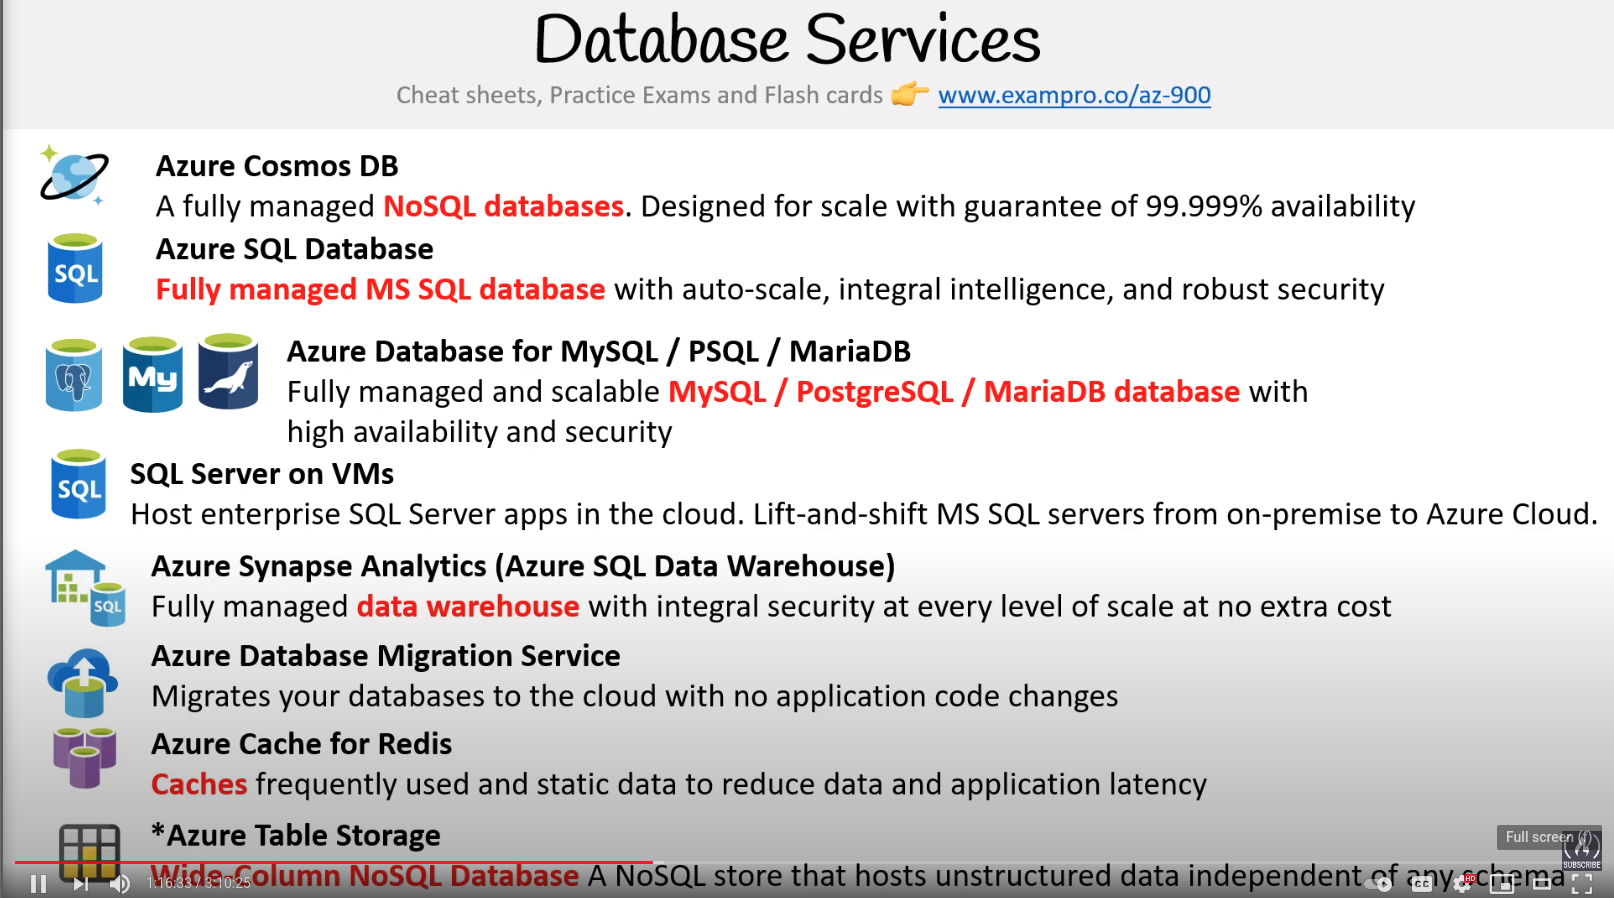 Database Services
Cheat sheets, Practice Exams and Flash cards 👉 www.exampro.co/az-900
Azure Cosmos DB
A fully managed NoSQL databases. Designed for scale with guarantee of 99.999% availability
SQL
Azure SQL Database
Fully managed MS SQL database with auto-scale, integral intelligence, and robust security
My
Azure Database for MySQL / PSQL / MariaDB
Fully managed and scalable MySQL / PostgreSQL / MariaDB database with
high availability and security
SQL
SQL Server on VMs
Host enterprise SQL Server apps in the cloud. Lift-and-shift MS SQL servers from on-premise to Azure Cloud.
SQL
Azure Synapse Analytics (Azure SQL Data Warehouse)
Fully managed data warehouse with integral security at every level of scale at no extra cost
Azure Database Migration Service
Migrates your databases to the cloud with no application code changes
Azure Cache for Redis
Caches frequently used and static data to reduce data and application latency
*Azure Table Storage
Full screen (f)
SUBSCRIBE
Wide-Column NoSQL Database A NoSQL store that hosts unstructured data independent of any schema
1:16:33 / 3:10:25
CC
HD